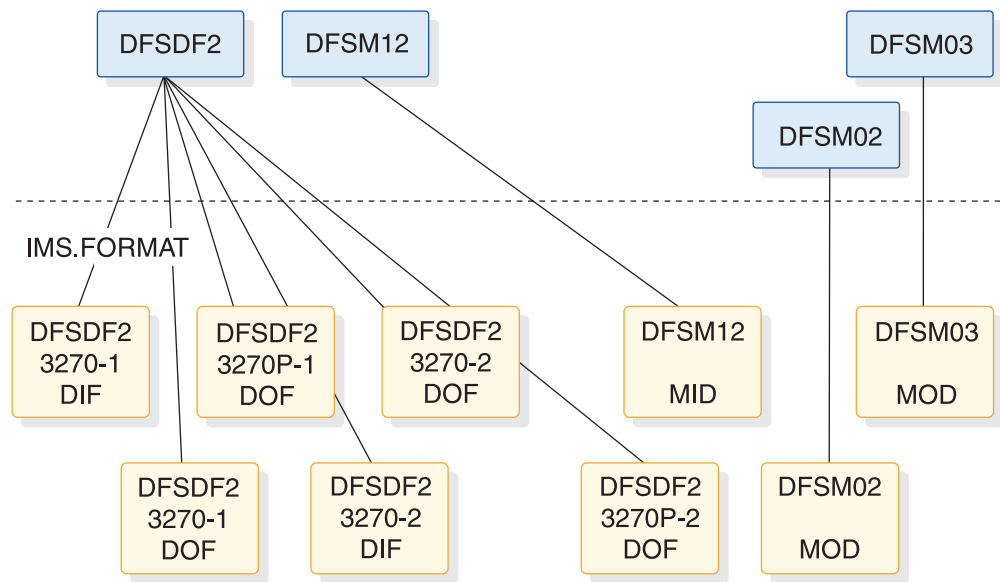 DFSDF2
DFSM12
DFSM03
DFSM02
IMS.FORMAT
DFSDF2
3270-1
DIF
DFSDF2
3270P-1
DOF
DFSDF2
3270-2
DOF
DFSM12
MID
DFSM03
MOD
DFSDF2
3270-1
DOF
DFSDF2
3270-2
DIF
DFSDF2
3270P-2
DOF
DFSM02
MOD